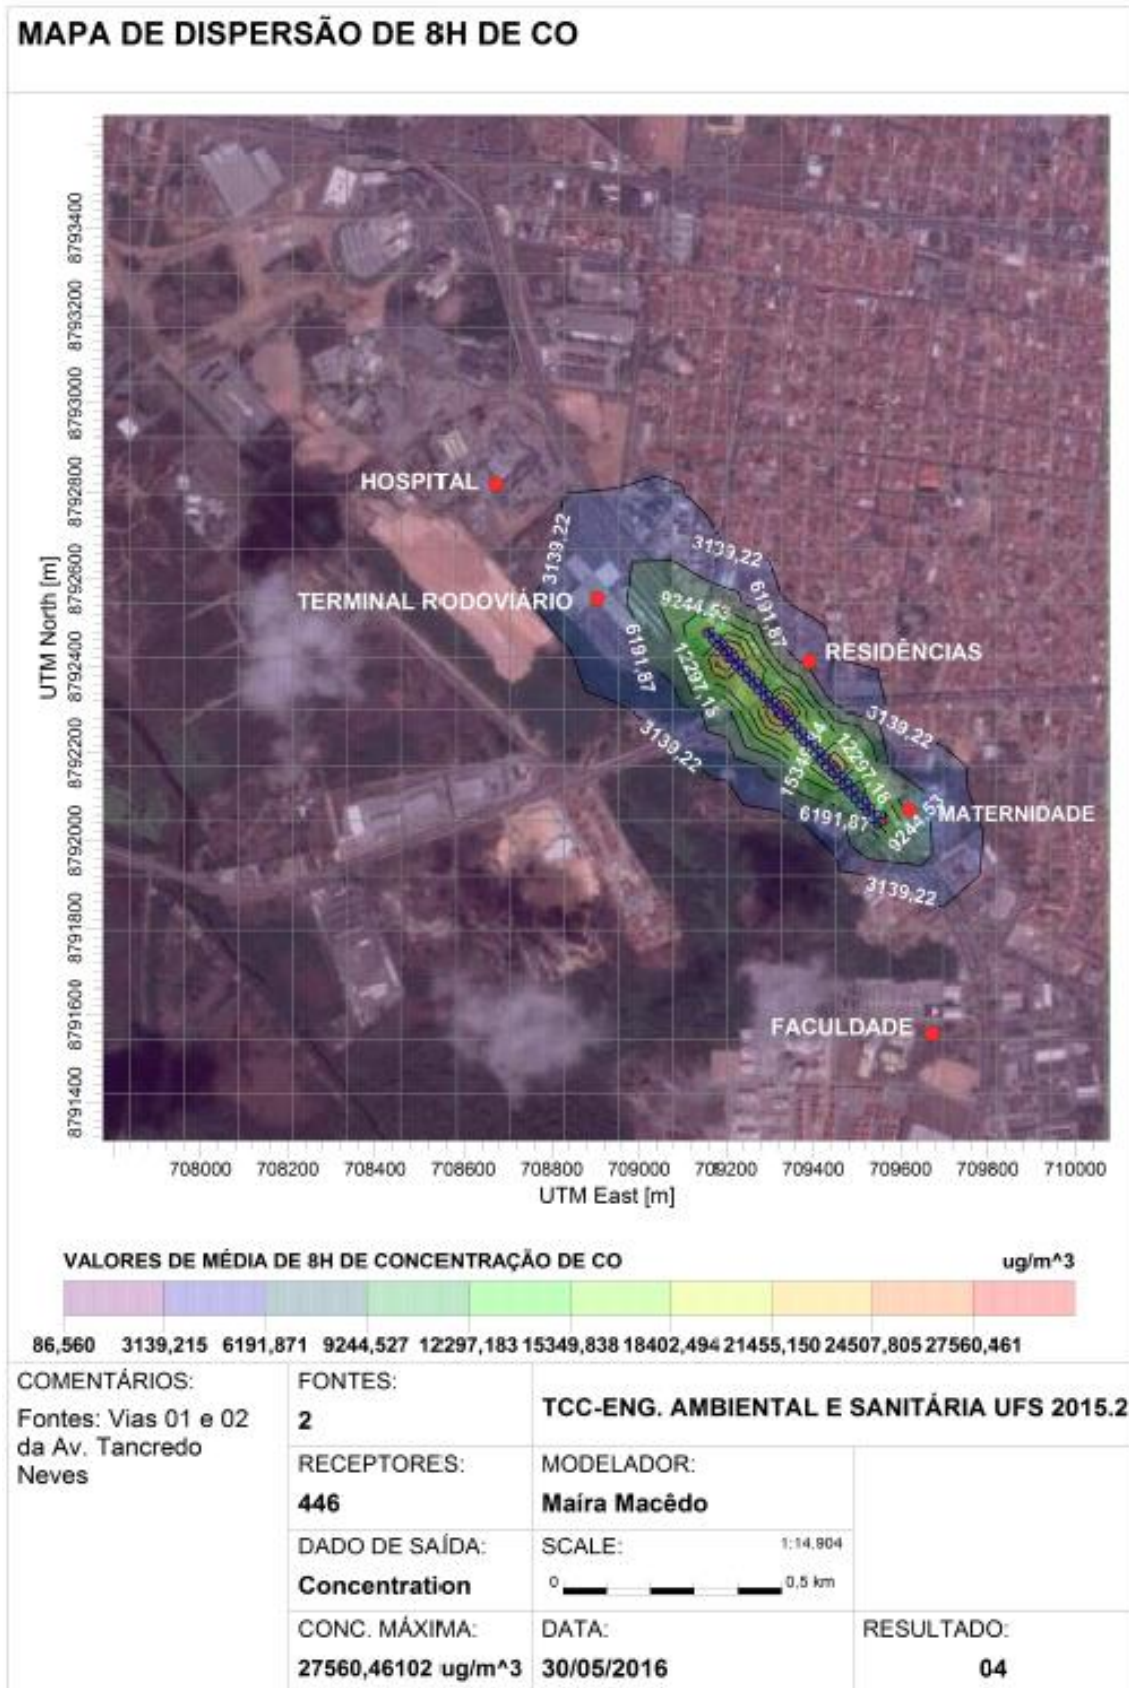 MAPA DE DISPERSÃO DE 8H DE CO
UTM North [m]
8793400
8793200
8793000
8792800
8792600
8792400
8792200
8792000
8791800
8791600
8791400
HOSPITAL
3139,22
3139,22
TERMINAL RODOVIÁRIO
9244,53
6191,87
6191,87
RESIDÊNCIAS
12297,18
3139,22
3139,22
12297,18
6191,87
9244,53
MATERNIDADE
3139,22
FACULDADE
708000 708200 708400 708600 708800 709000 709200 709400 709600 709800 710000
UTM East [m]
VALORES DE MÉDIA DE 8H DE CONCENTRAÇÃO DE CO ug/m^3
86,560 3139,215 6191,871 9244,527 12297,183 15349,838 18402,494 21455,150 24507,805 27560,461
COMENTÁRIOS:
Fontes: Vias 01 e 02
da Av. Tancredo
Neves
FONTES:
2
TCC-ENG. AMBIENTAL E SANITÁRIA UFS 2015.2
RECEPTORES:
446
MODELADOR:
Maíra Macêdo
DADO DE SAÍDA:
Concentration
SCALE: 1:14.904
0 0,5 km
CONC. MÁXIMA:
27560,46102 ug/m^3
DATA:
30/05/2016
RESULTADO:
04